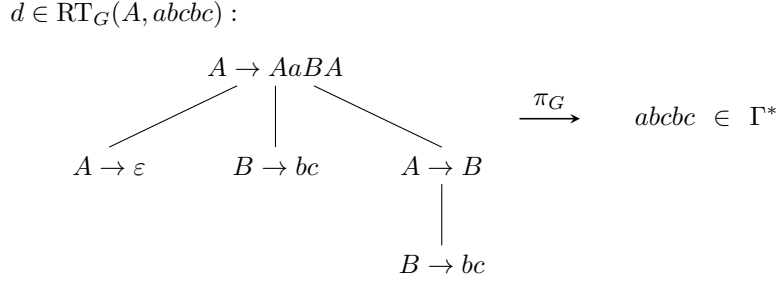 d ∈ RT_G(A, abcbc) :
A → AaBA
π_G
abcbc ∈ Γ*
A → ε
B → bc
A → B
B → bc